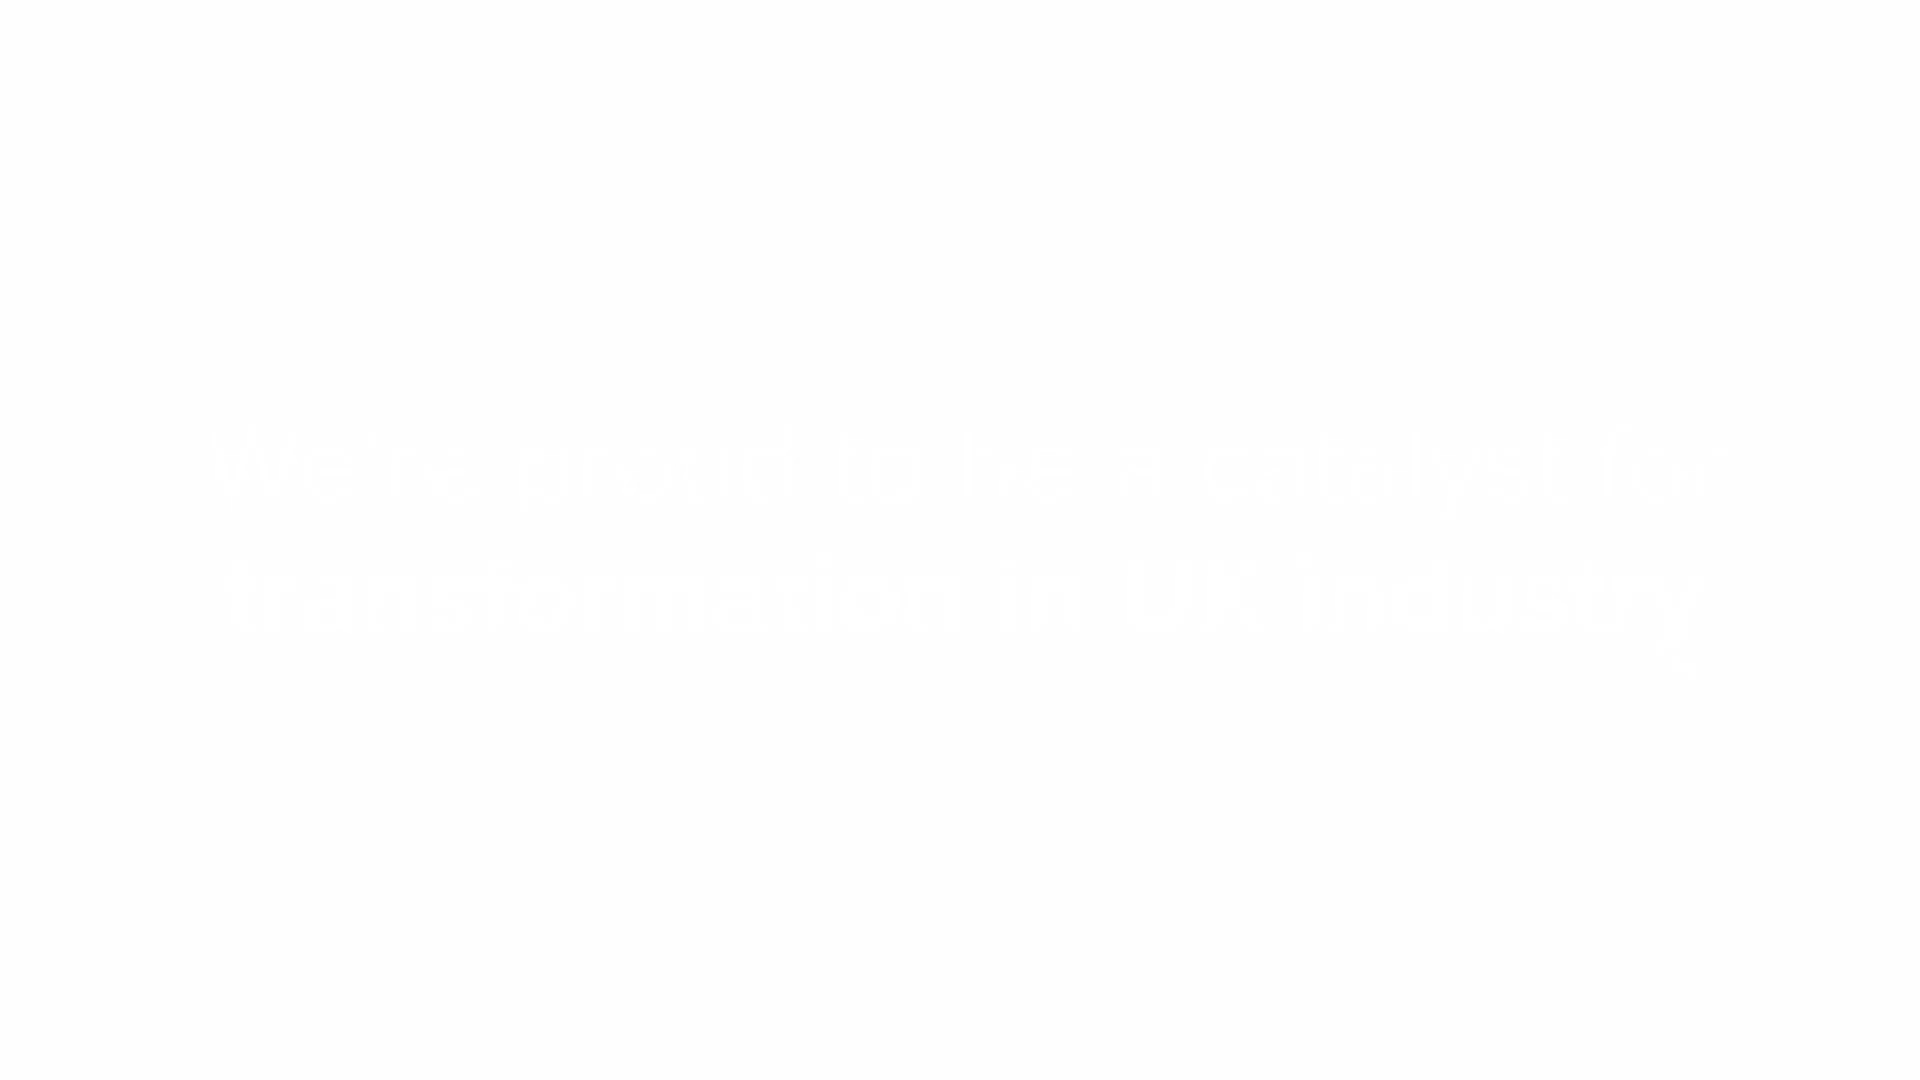 We're proud to be a catalyst for
transformation in UK industry